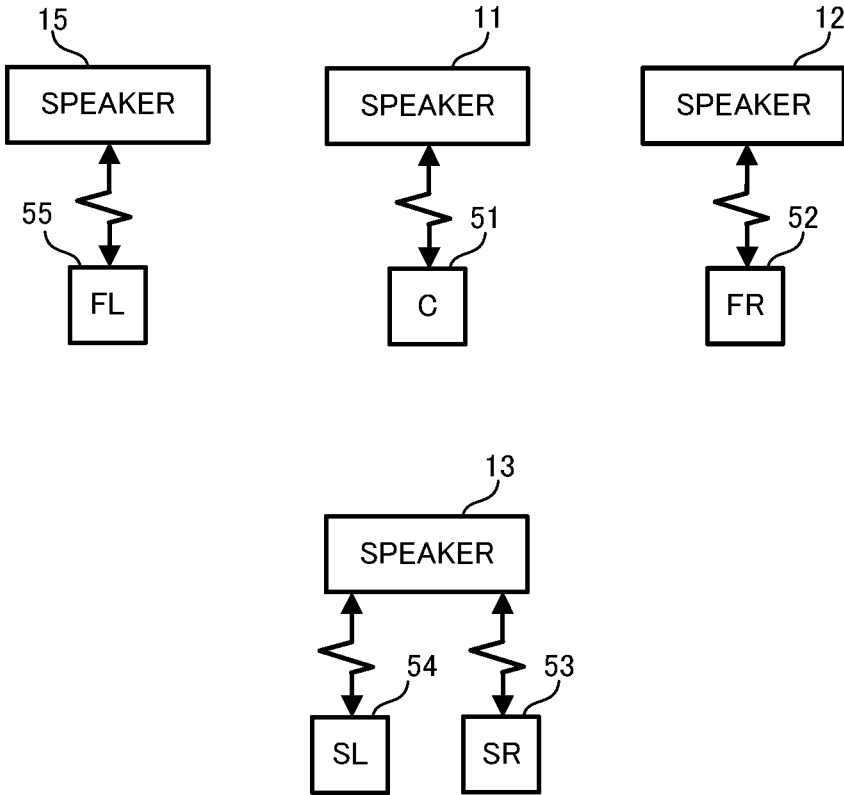 15 11 12
SPEAKER SPEAKER SPEAKER
55 51 52
FL C FR
13
SPEAKER
54 53
SL SR